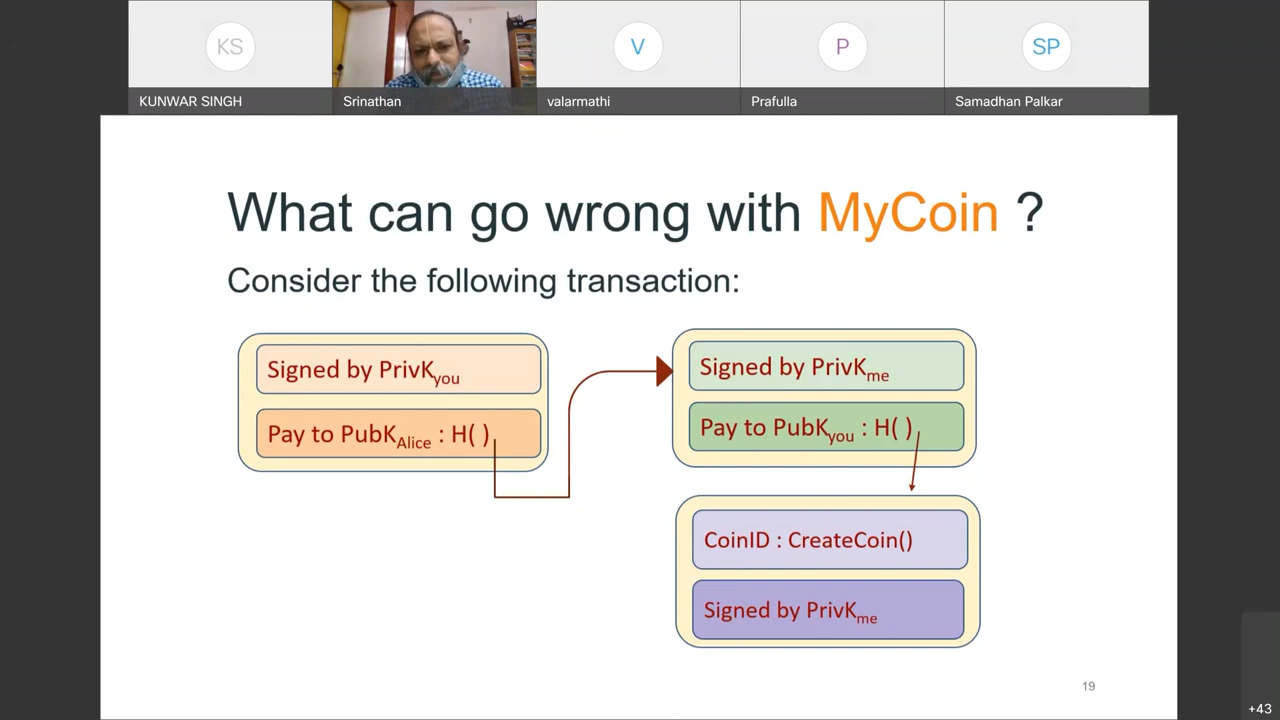 KS
V
P
SP
KUNWAR SINGH
Srinathan
valarmathi
Prafulla
Samadhan Palkar
What can go wrong with MyCoin ?
Consider the following transaction:
Signed by PrivKyou
Pay to PubKAlice : H( )
Signed by PrivKme
Pay to PubKyou : H( )
CoinID : CreateCoin()
Signed by PrivKme
19
+43